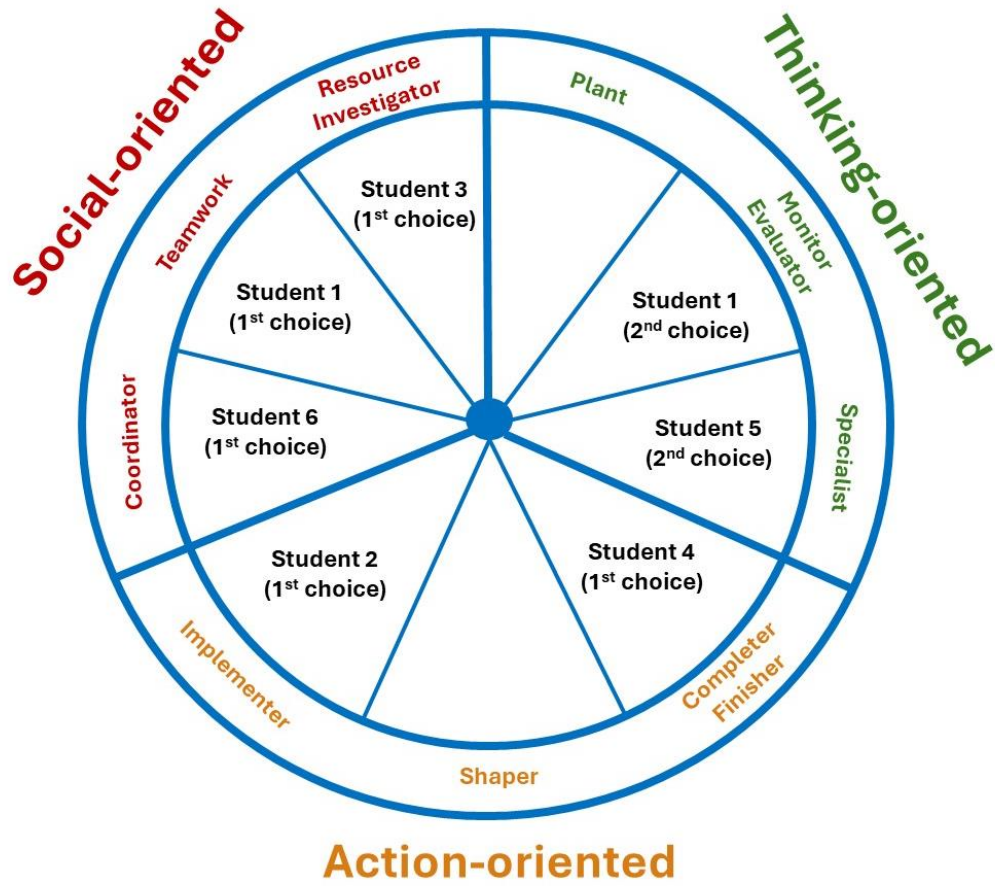 Social-oriented
Thinking-oriented
Resource
Investigator
Plant
Teamwork
Monitor
Evaluator
Coordinator
Specialist
Student 3
(1st choice)
Student 1
(1st choice)
Student 1
(2nd choice)
Student 6
(1st choice)
Student 5
(2nd choice)
Student 2
(1st choice)
Student 4
(1st choice)
Implementer
Completer
Finisher
Shaper
Action-oriented